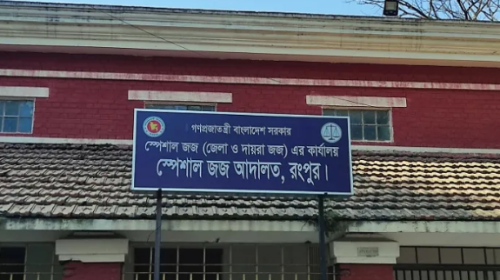 গণপ্রজাতন্ত্রী বাংলাদেশ সরকার
স্পেশাল জজ (জেলা ও দায়রা জজ) এর কার্যালয়
স্পেশাল জজ আদালত, রংপুর।